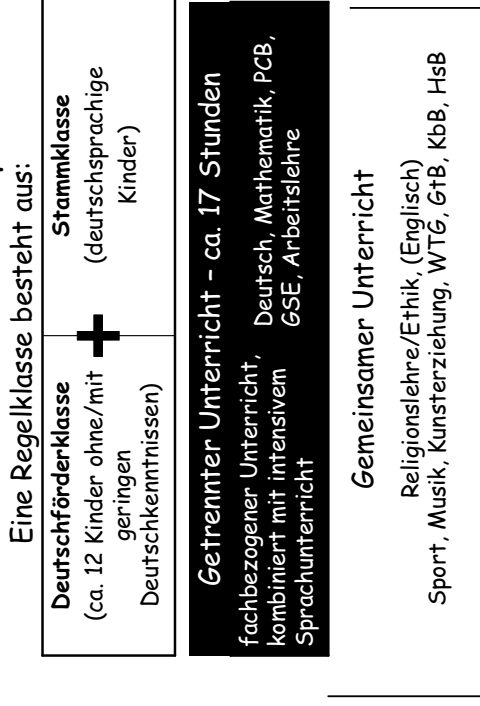 Eine Regelklasse besteht aus:
Deutschförderklasse
(ca. 12 Kinder ohne/mit
geringen
Deutschkenntnissen)
Stammklasse
(deutschsprachige
Kinder)
Getrennter Unterricht – ca. 17 Stunden
fachbezogener Unterricht,
kombiniert mit intensivem
Sprachunterricht
Deutsch, Mathematik, PCB,
GSE, Arbeitslehre
Gemeinsamer Unterricht
Religionslehre/Ethik, (Englisch)
Sport, Musik, Kunsterziehung, WTG, GtB, KbB, HsB